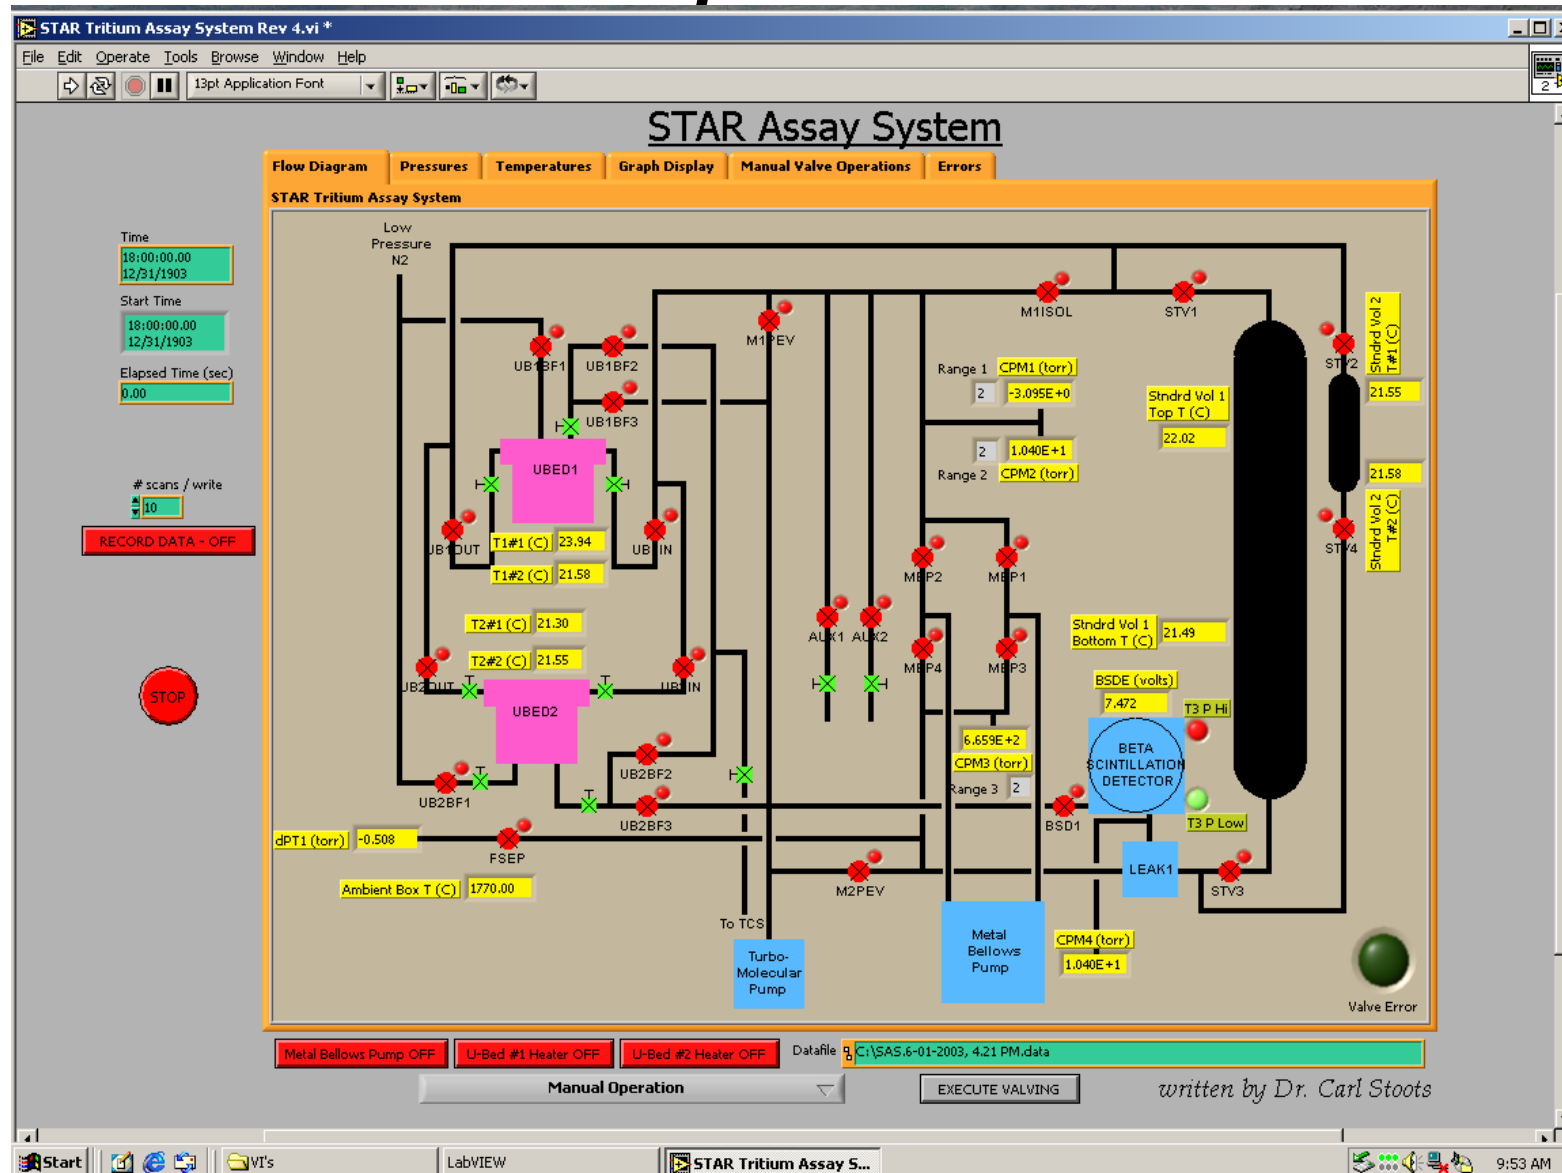 STAR Tritium Assay System Rev 4.vi *
File Edit Operate Tools Browse Window Help
13pt Application Font
2
STAR Assay System
Flow Diagram Pressures Temperatures Graph Display Manual Valve Operations Errors
STAR Tritium Assay System
Time
18:00:00.00
12/31/1903
Start Time
18:00:00.00
12/31/1903
Elapsed Time (sec)
0.00
# scans / write
10
RECORD DATA - OFF
STOP
Low
Pressure
N2
M1ISOL
STV1
M1PEV
UB1BF1
UB1BF2
UB1BF3
STV2
Stndrd Vol 2
T#1 (C)
21.55
Range 1
CPM1 (torr)
2
-3.095E+0
2
1.040E+1
Range 2
CPM2 (torr)
Stndrd Vol 1
Top T (C)
22.02
UBED1
21.58
Stndrd Vol 2
T#2 (C)
STV4
UB1OUT
T1#1 (C) 23.94
UB1IN
T1#2 (C) 21.58
MBP2
MBP1
T2#1 (C) 21.30
T2#2 (C) 21.55
AUX1
AUX2
MBP4
MBP3
Stndrd Vol 1
Bottom T (C)
21.49
UB2OUT
UB2IN
UBED2
BSDE (volts)
7.472
T3 P Hi
6.659E+2
CPM3 (torr)
Range 3
2
BETA
SCINTILLATION
DETECTOR
UB2BF2
UB2BF1
UB2BF3
BSD1
T3 P Low
dPT1 (torr) -0.508
FSEP
Ambient Box T (C) 1770.00
M2PEV
LEAK1
STV3
To TCS
Turbo-
Molecular
Pump
Metal
Bellows
Pump
CPM4 (torr)
1.040E+1
Valve Error
Metal Bellows Pump OFF
U-Bed #1 Heater OFF
U-Bed #2 Heater OFF
Datafile
C:\SAS.6-01-2003, 4.21 PM.data
Manual Operation
EXECUTE VALVING
written by Dr. Carl Stoots
Start
VI's
LabVIEW
STAR Tritium Assay S...
9:53 AM